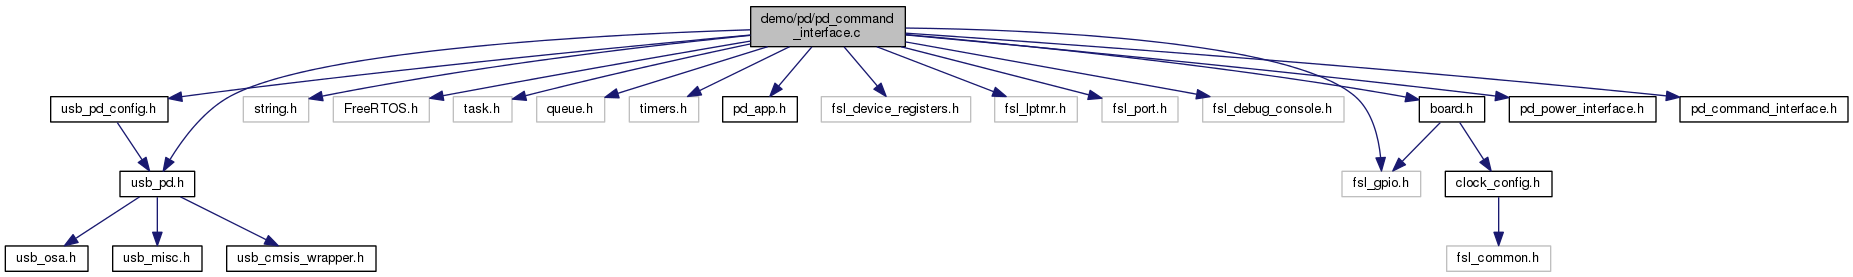 demo/pd/pd_command
_interface.c
usb_pd_config.h
string.h
FreeRTOS.h
task.h
queue.h
timers.h
pd_app.h
fsl_device_registers.h
fsl_lptmr.h
fsl_port.h
fsl_debug_console.h
board.h
pd_power_interface.h
pd_command_interface.h
usb_pd.h
fsl_gpio.h
clock_config.h
usb_osa.h
usb_misc.h
usb_cmsis_wrapper.h
fsl_common.h